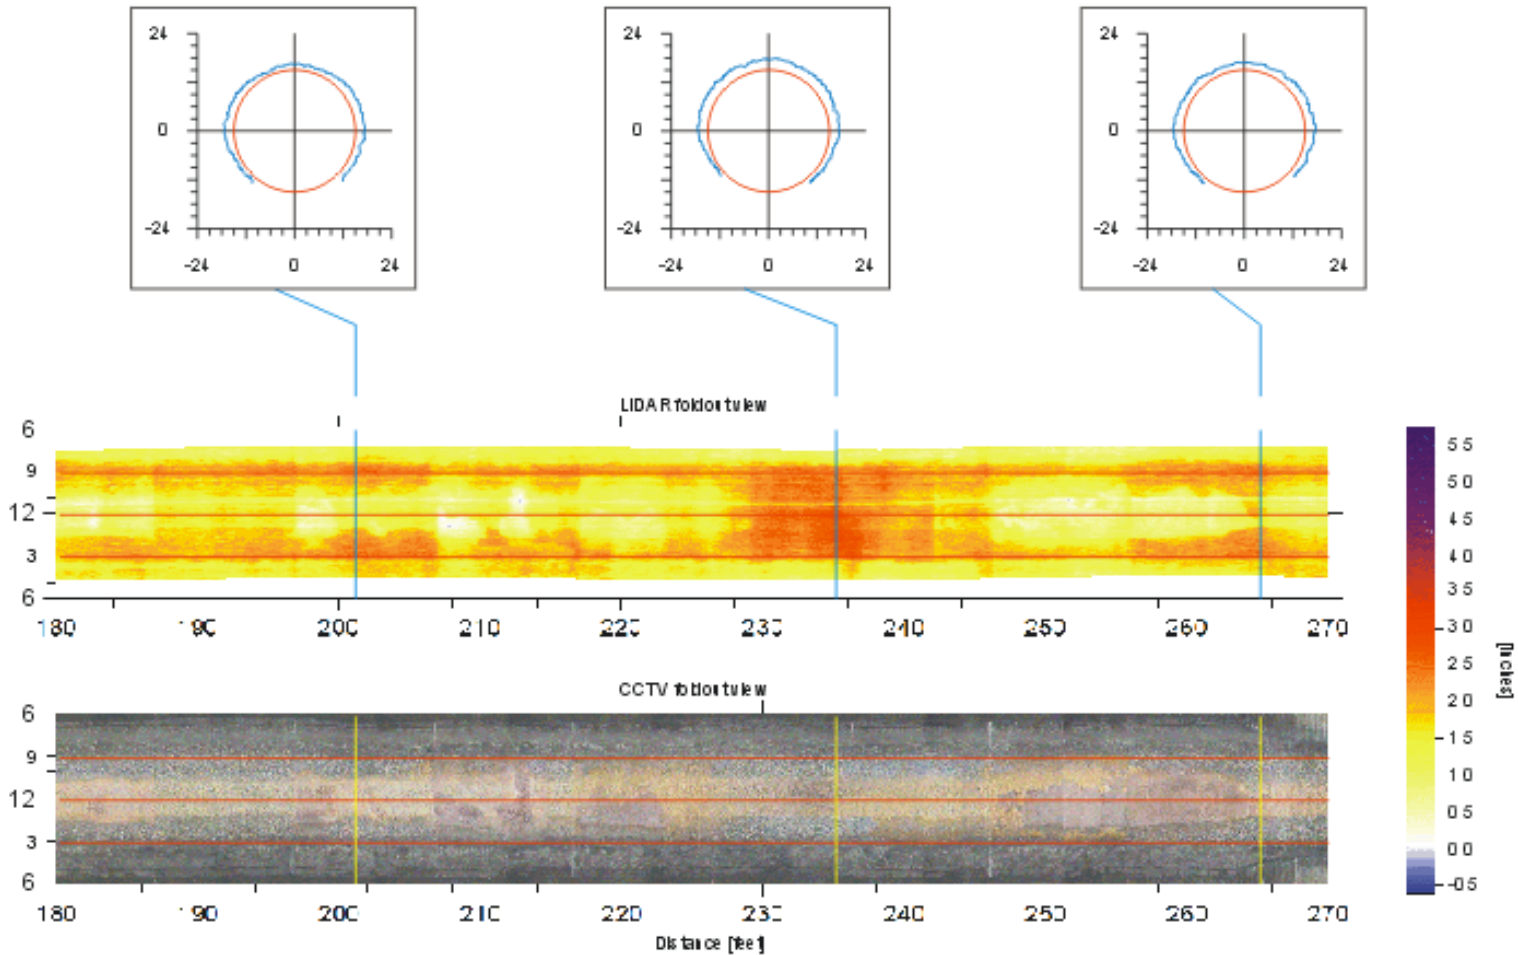 24 24 24
0 0 0
-24 -24 -24
-24 0 24 -24 0 24 -24 0 24
LIDAR foldout view
6
9
12
3
6
180 190 200 210 220 230 240 250 260 270
CCTV foldout view
6
9
12
3
6
180 190 200 210 220 230 240 250 260 270
Distance [feet]
5 5
5 0
4 5
4 0
3 5
3 0
2 5
2 0
1 5
1 0
0 5
0 0
-0 5
[Inches]